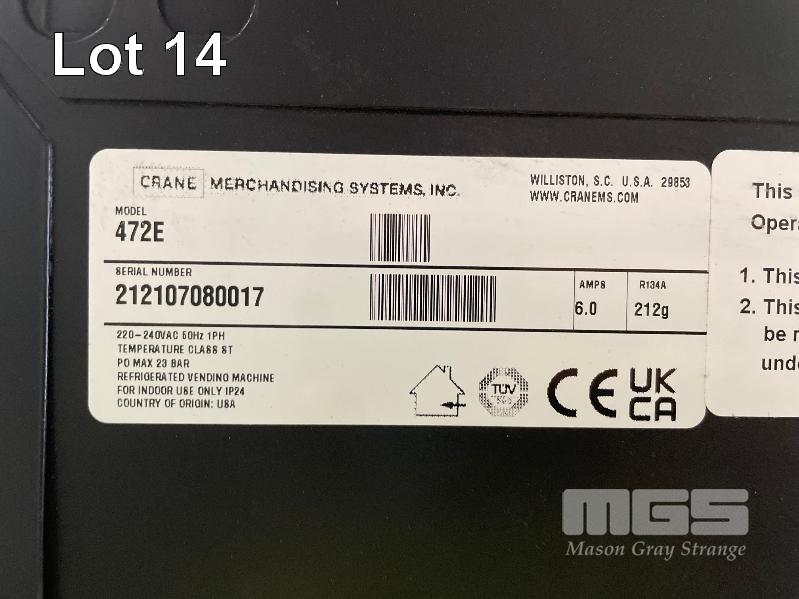 Lot 14
CRANE MERCHANDISING SYSTEMS, INC.
WILLISTON, S.C. U.S.A. 29853
WWW.CRANEMS.COM
MODEL
472E
SERIAL NUMBER
212107080017
AMPS
6.0
R134A
212g
220-240VAC 50Hz 1PH
TEMPERATURE CLASS ST
PO MAX 23 BAR
REFRIGERATED VENDING MACHINE
FOR INDOOR USE ONLY IP24
COUNTRY OF ORIGIN: USA
TÜV
CE
UK
CA
This
Opera
1. This
2. This
be
unde
MGS
Mason Gray Strange